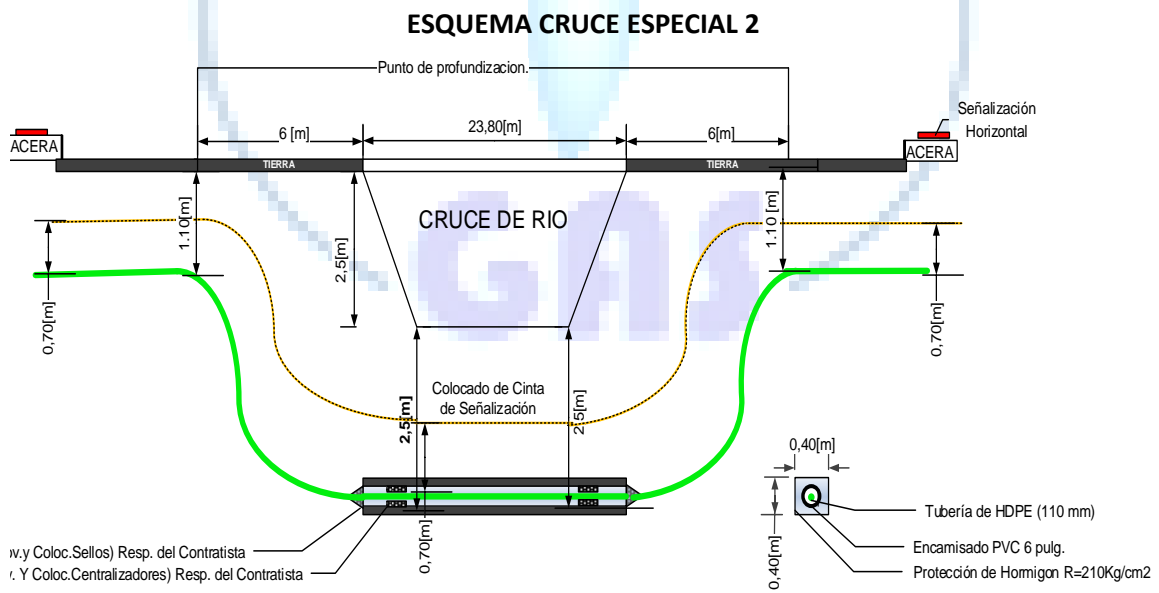 ESQUEMA CRUCE ESPECIAL 2
Punto de profundizacion.
6 [m]
23,80[m]
6[m]
Señalización
Horizontal
ACERA
ACERA
TIERRA
TIERRA
GAS
CRUCE DE RIO
1.10[m]
2,5[m]
1.10 [m]
0,70[m]
0,70[m]
Colocado de Cinta
de Señalización
2,5[m]
2,5[m]
0,70[m]
0,40[m]
0,40[m]
Tubería de HDPE (110 mm)
Encamisado PVC 6 pulg.
Protección de Hormigon R=210Kg/cm2
ov.y Coloc.Sellos) Resp. del Contratista
v. Y Coloc.Centralizadores) Resp. del Contratista